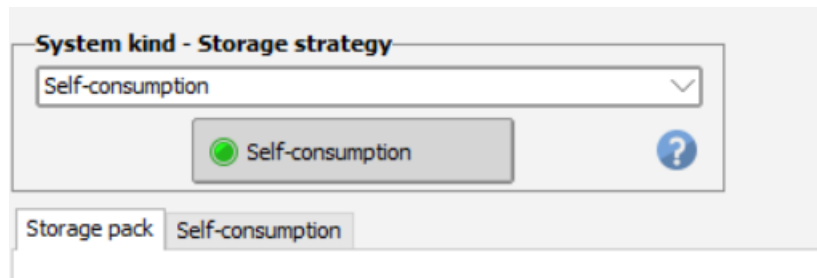 System kind - Storage strategy
Self-consumption
Self-consumption
?
Storage pack Self-consumption